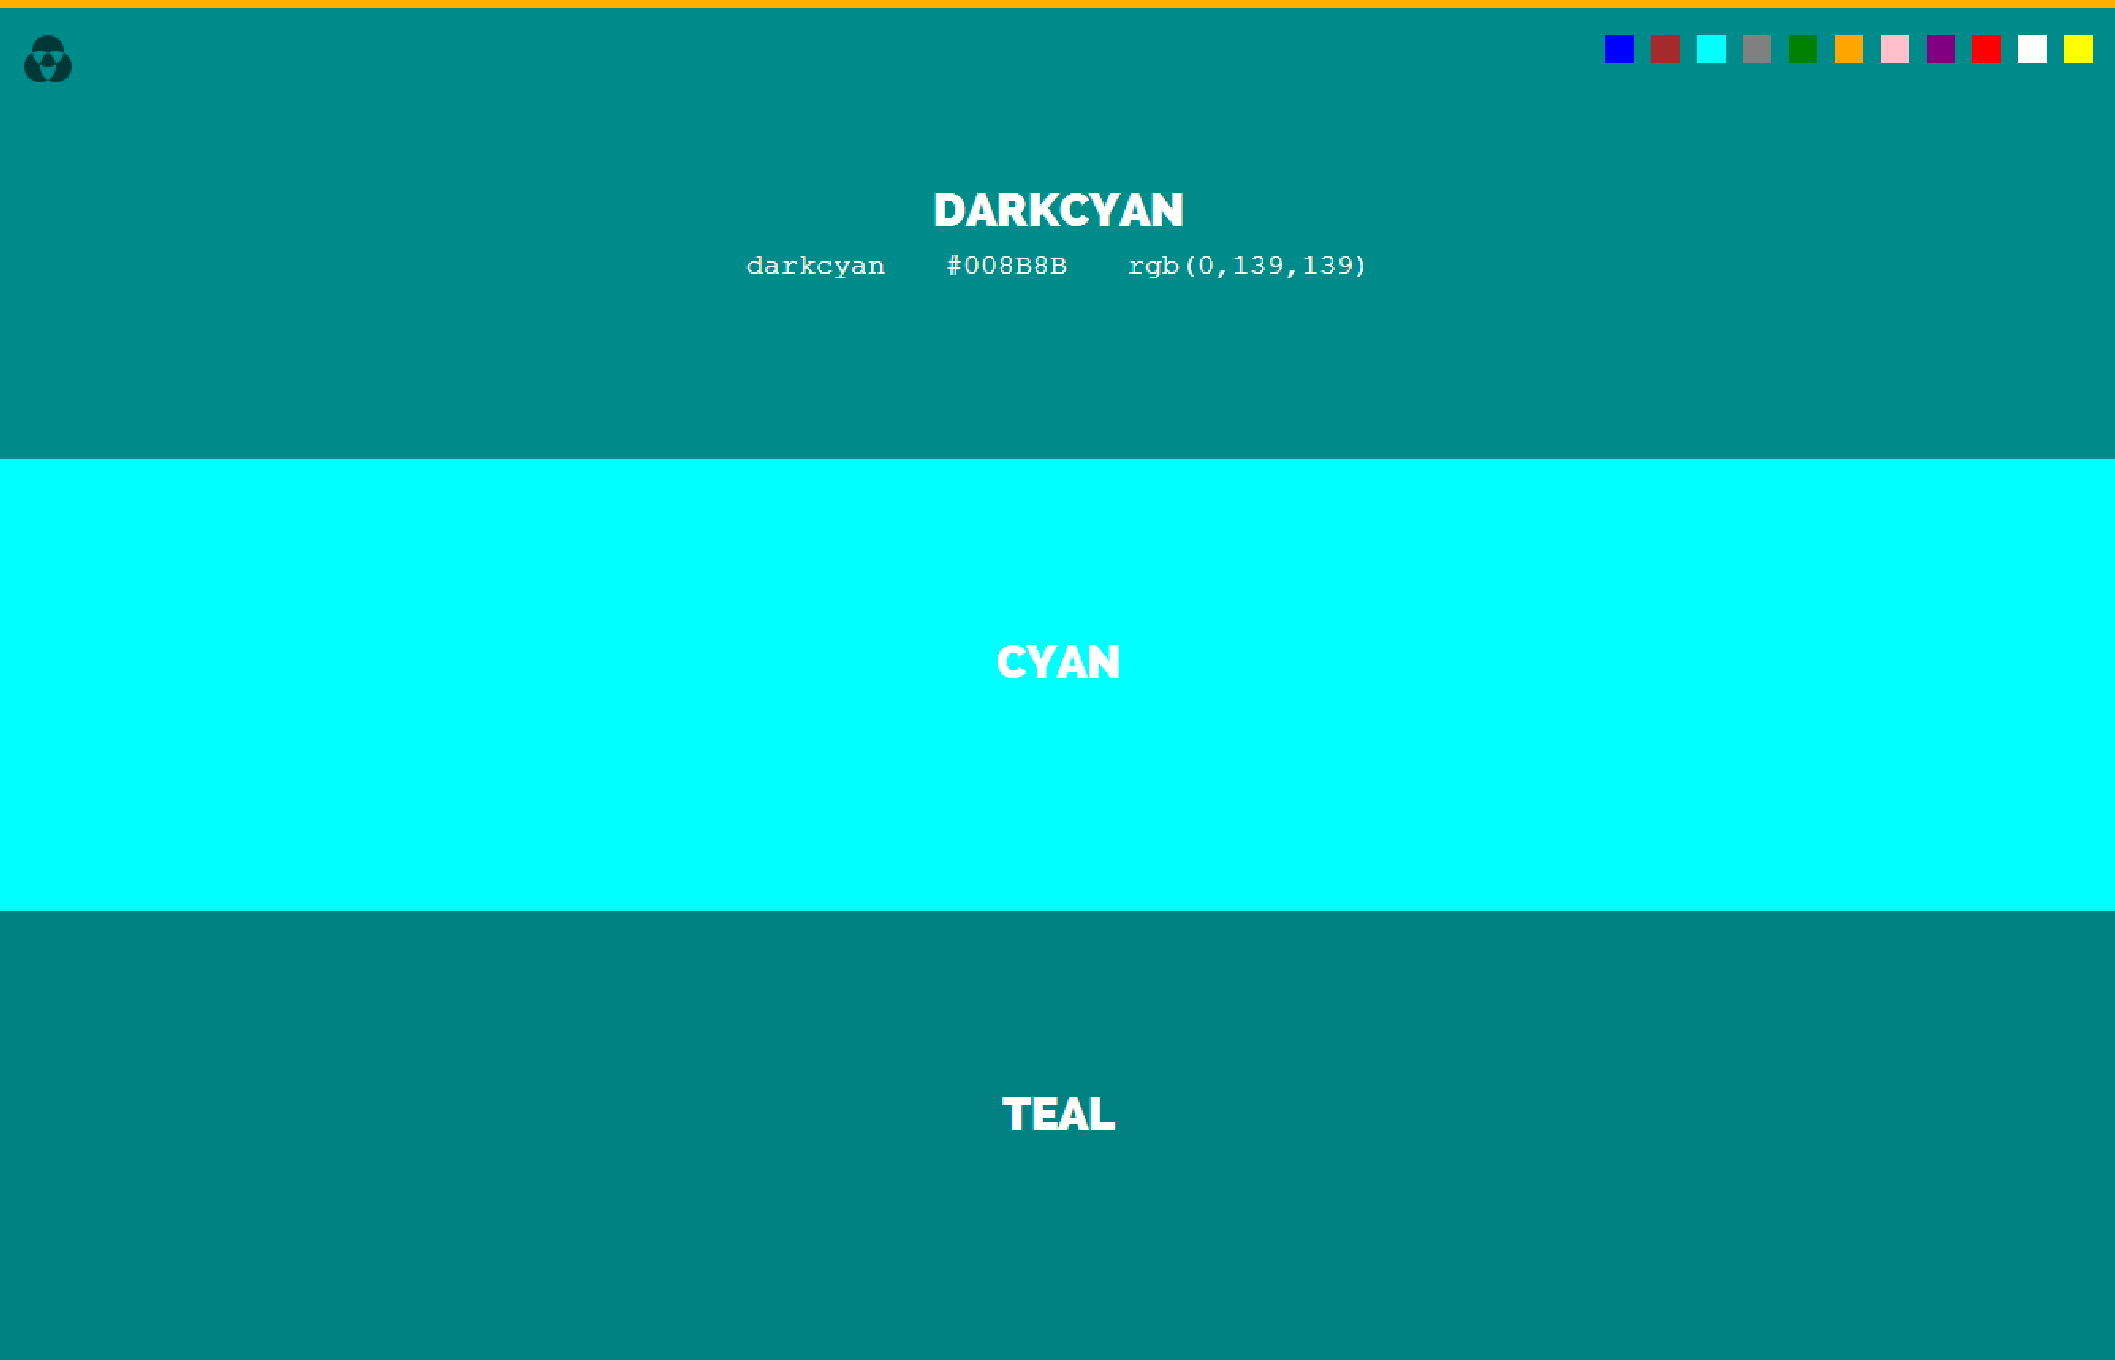 DARKCYAN
darkcyan #008B8B rgb(0,139,139)
CYAN
TEAL